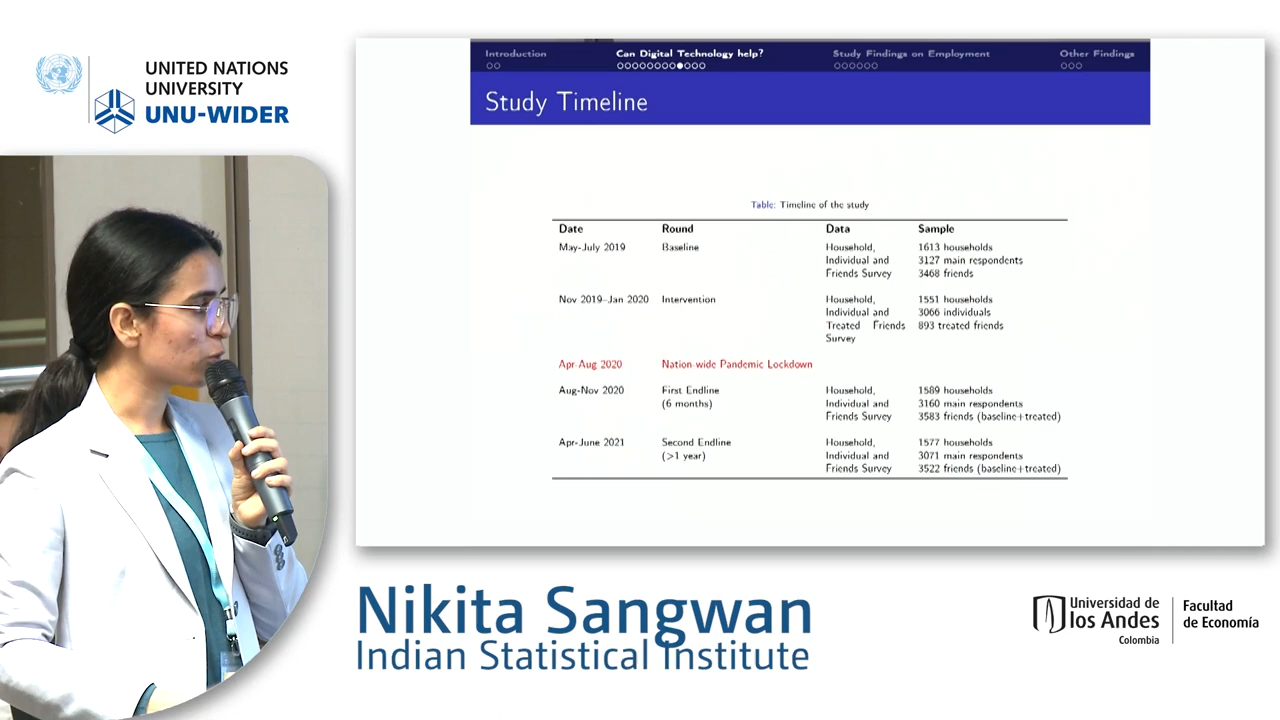 UNITED NATIONS
UNIVERSITY
UNU-WIDER
Introduction
Can Digital Technology help?
Study Findings on Employment
Other Findings
Study Timeline
Table: Timeline of the study
Date Round Data Sample
May-July 2019 Baseline Household, 1613 households
Individual and 3127 main respondents
Friends Survey 3468 friends
Nov 2019–Jan 2020 Intervention Household, 1551 households
Individual and 3066 individuals
Treated Friends 893 treated friends
Survey
Apr-Aug 2020 Nation-wide Pandemic Lockdown
Aug-Nov 2020 First Endline Household, 1589 households
(6 months) Individual and 3160 main respondents
Friends Survey 3583 friends (baseline+treated)
Apr-June 2021 Second Endline Household, 1577 households
(>1 year) Individual and 3071 main respondents
Friends Survey 3522 friends (baseline+treated)
Nikita Sangwan
Indian Statistical Institute
Universidad de
los Andes
Colombia
Facultad
de Economía